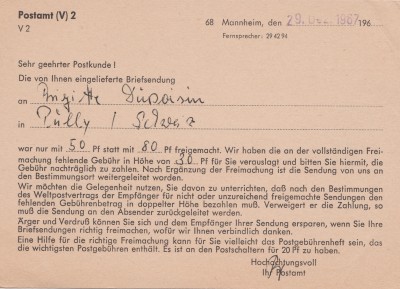 Postamt (V) 2
V 2
68 Mannheim, den 29. Dez. 1967 196
Fernsprecher: 29 42 94
Sehr geehrter Postkunde !
Die von Ihnen eingelieferte Briefsendung
an Brigitte
in Pully / Schweiz
war nur mit 50 Pf statt mit 80 Pf freigemacht. Wir haben die an der vollständigen Frei-
machung fehlende Gebühr in Höhe von 30 Pf für Sie verauslagt und bitten Sie hiermit, die
Gebühr nachträglich zu zahlen. Nach Ergänzung der Freimachung ist die Sendung von uns an
den Bestimmungsort weitergeleitet worden.
Wir möchten die Gelegenheit nutzen, Sie davon zu unterrichten, daß nach den Bestimmungen
des Weltpostvertrags der Empfänger für nicht oder unzureichend freigemachte Sendungen den
fehlenden Gebührenbetrag in doppelter Höhe bezahlen muß. Verweigert er die Zahlung, so
muß die Sendung an den Absender zurückgeleitet werden.
Ärger und Verdruß können Sie sich und dem Empfänger Ihrer Sendung ersparen, wenn Sie Ihre
Briefsendungen richtig freimachen, wofür wir Ihnen verbindlich danken.
Eine Hilfe für die richtige Freimachung kann für Sie vielleicht das Postgebührenheft sein, das
die wichtigsten Postgebühren enthält. Es ist an den Postschaltern für 20 Pf zu haben.
Hochachtungsvoll
Ihr Postamt